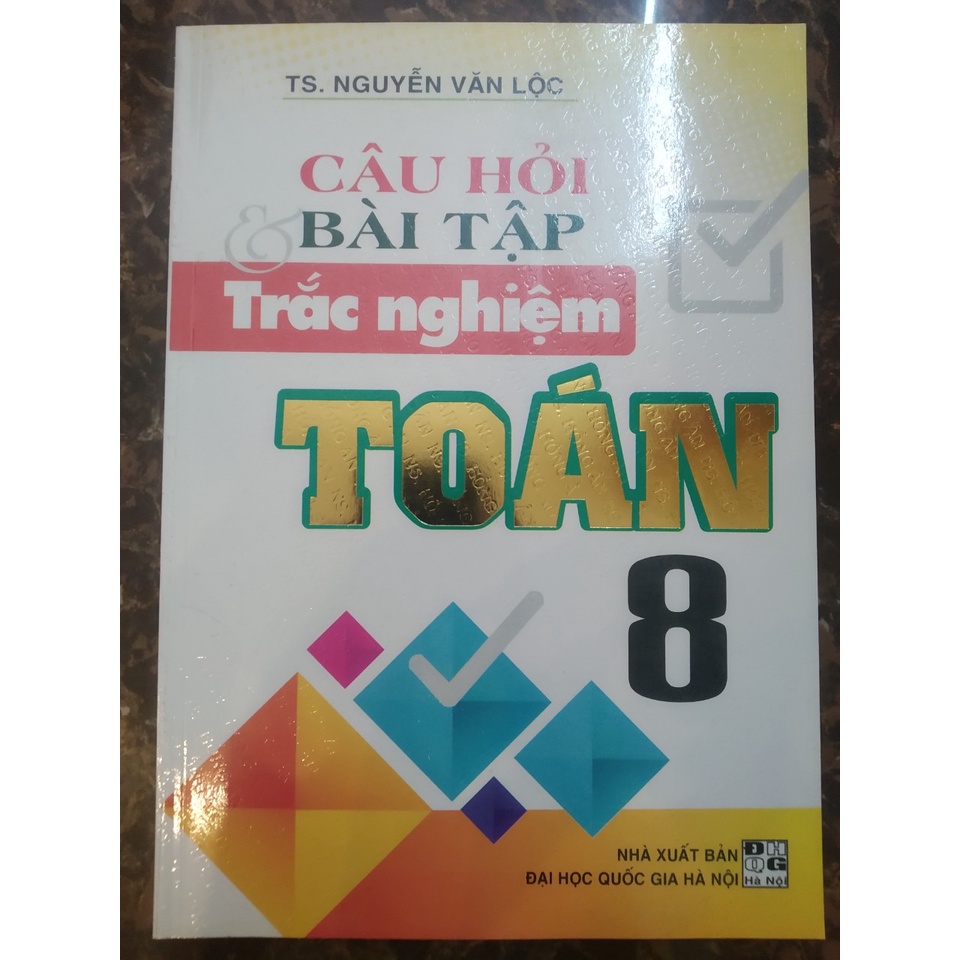 TS. NGUYỄN VĂN LỘC
CÂU HỎI
& BÀI TẬP
Trắc nghiệm
TOÁN
8
NHÀ XUẤT BẢN
ĐẠI HỌC QUỐC GIA HÀ NỘI
ĐH
QG
Hà Nội